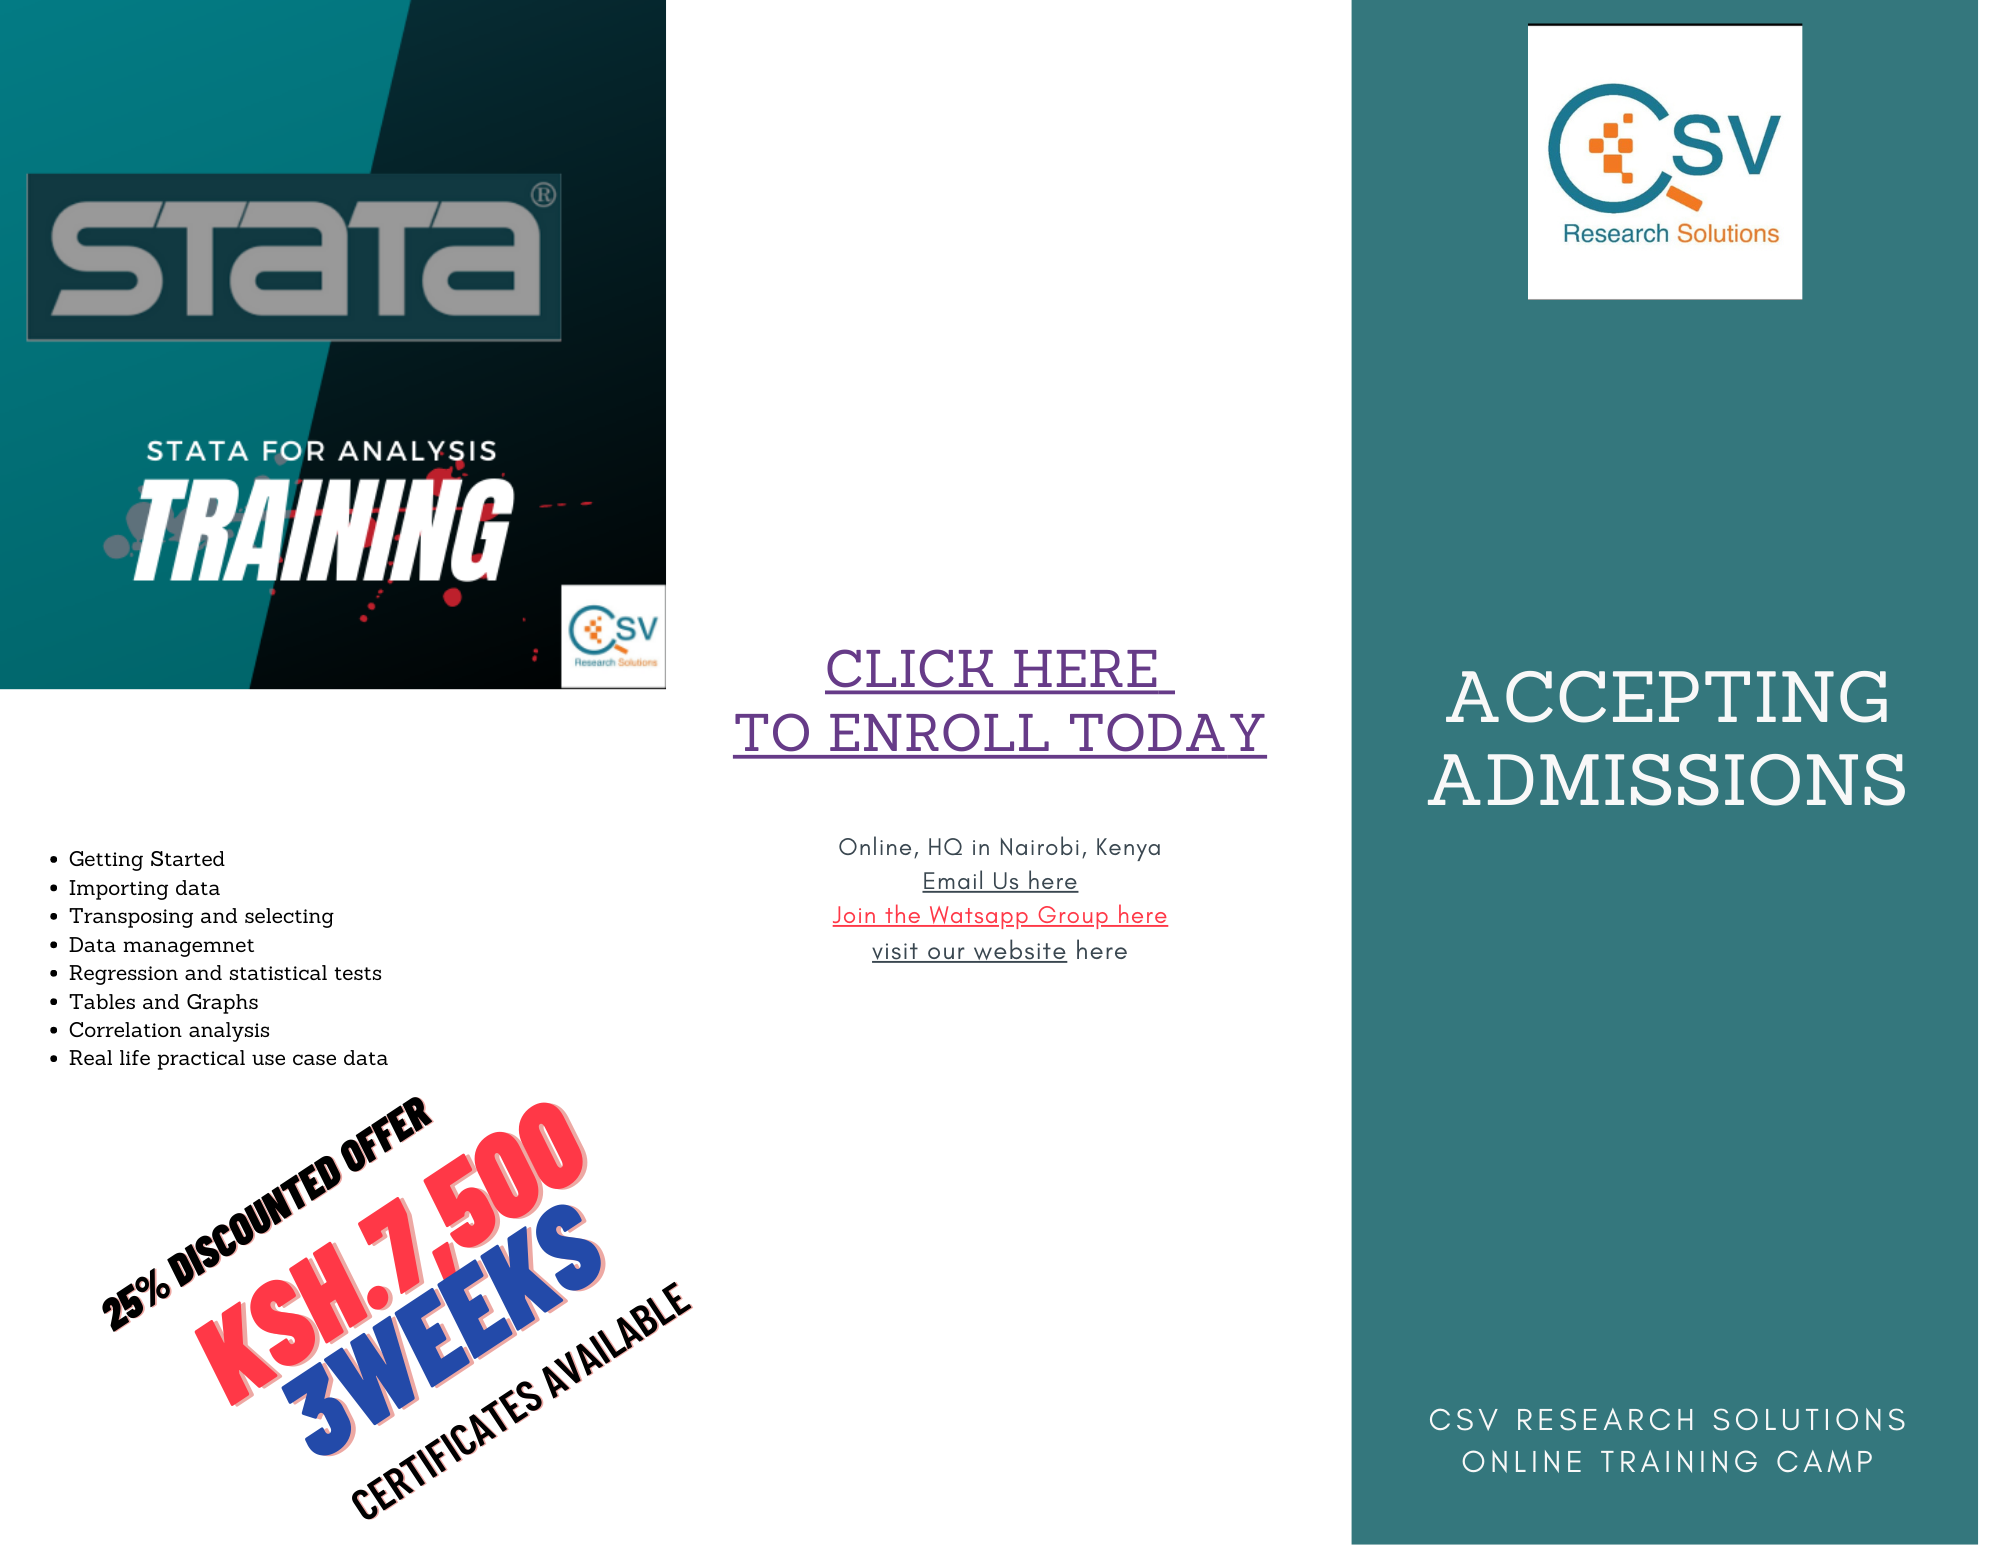 STATA®
STATA FOR ANALYSIS
TRAINING
CSV
Research Solutions
Getting Started
Importing data
Transposing and selecting
Data managemnet
Regression and statistical tests
Tables and Graphs
Correlation analysis
Real life practical use case data
25% DISCOUNTED OFFER
KSH.7,500
3WEEKS
CERTIFICATES AVAILABLE
CLICK HERE
TO ENROLL TODAY
Online, HQ in Nairobi, Kenya
Email Us here
Join the Watsapp Group here
visit our website here
CSV
Research Solutions
ACCEPTING
ADMISSIONS
CSV RESEARCH SOLUTIONS
ONLINE TRAINING CAMP